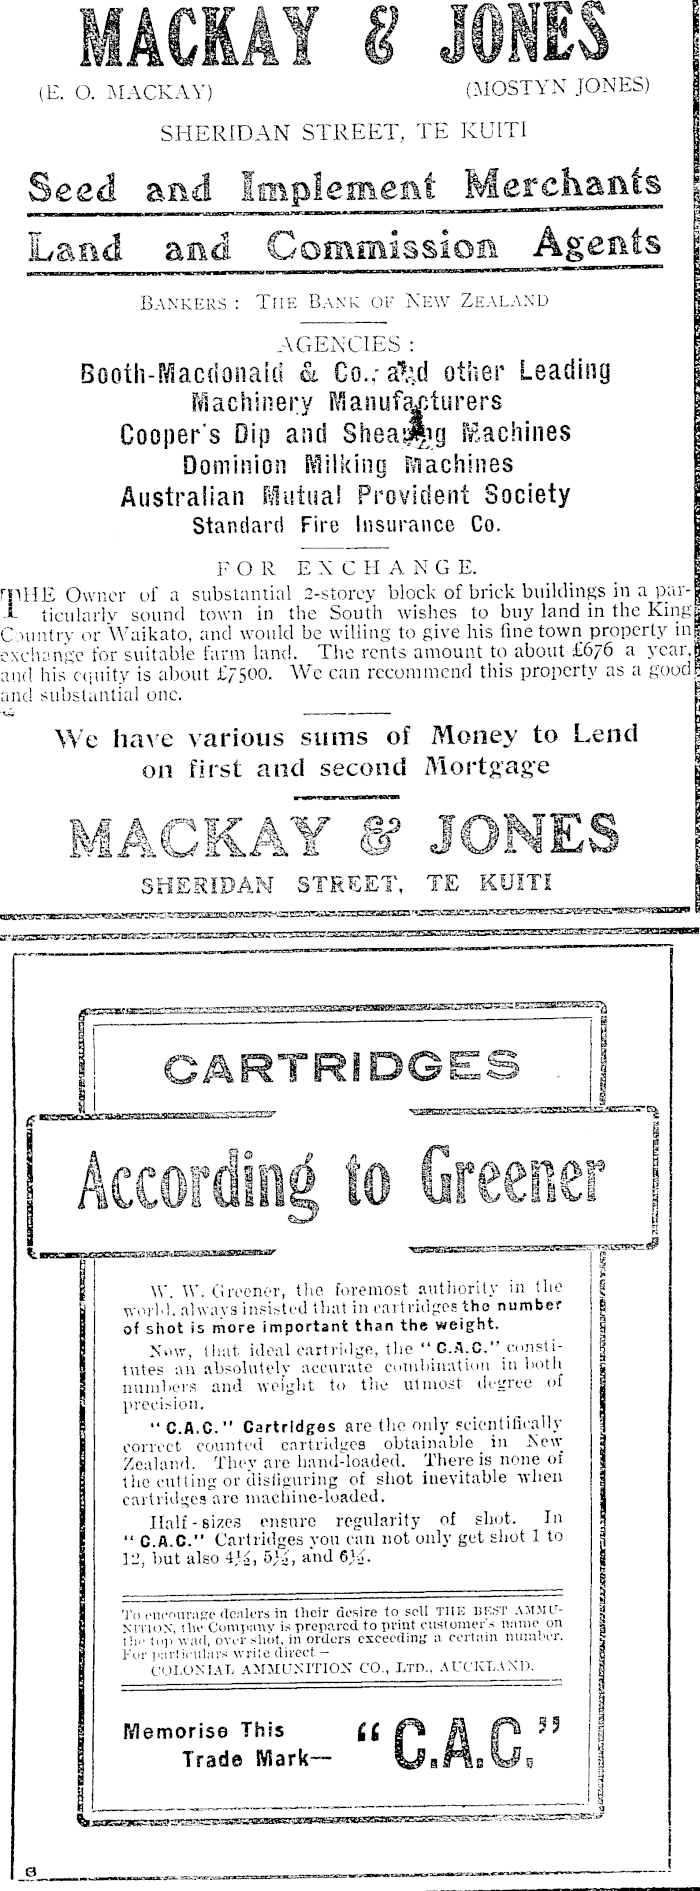 MACKAY & JONES
(E. O. MACKAY) (MOSTYN JONES)
SHERIDAN STREET, TE KUITI
Seed and Implement Merchants
Land and Commission Agents
BANKERS: THE BANK OF NEW ZEALAND
AGENCIES:
Booth-Macdonald & Co., and other Leading
Machinery Manufacturers
Cooper's Dip and Shearing Machines
Dominion Milking Machines
Australian Mutual Provident Society
Standard Fire Insurance Co.
FOR EXCHANGE.
THE Owner of a substantial 2-storey block of brick buildings in a par-
ticularly sound town in the South wishes to buy land in the King
Country or Waikato, and would be willing to give his fine town property in
exchange for suitable farm land. The rents amount to about £676 a year,
and his equity is about £7500. We can recommend this property as a good
and substantial one.
We have various sums of Money to Lend
on first and second Mortgage
MACKAY & JONES
SHERIDAN STREET, TE KUITI
CARTRIDGES
According to Greener
W. W. Greener, the foremost authority in the
world, always insisted that in cartridges the number
of shot is more important than the weight.
Now, that ideal cartridge, the "C.A.C." consti-
tutes an absolutely accurate combination in both
numbers and weight to the utmost degree of
precision.
"C.A.C." Cartridges are the only scientifically
correct counted cartridges obtainable in New
Zealand. They are hand-loaded. There is none of
the cutting or disfiguring of shot inevitable when
cartridges are machine-loaded.
Half-sizes ensure regularity of shot. In
"C.A.C." Cartridges you can not only get shot 1 to
12, but also 4½, 5½, and 6½.
To encourage dealers in their desire to sell THE BEST AMMU-
NITION, the Company is prepared to print customer's name on
the top wad, over shot, in orders exceeding a certain number.
For particulars write direct—
COLONIAL AMMUNITION CO., LTD., AUCKLAND.
Memorise This "C.A.C."
Trade Mark—